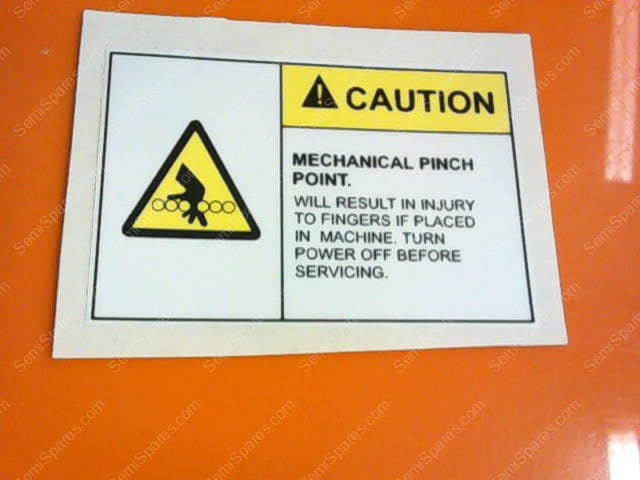 CAUTION
MECHANICAL PINCH
POINT.
WILL RESULT IN INJURY
TO FINGERS IF PLACED
IN MACHINE. TURN
POWER OFF BEFORE
SERVICING.
SemiSpares.com